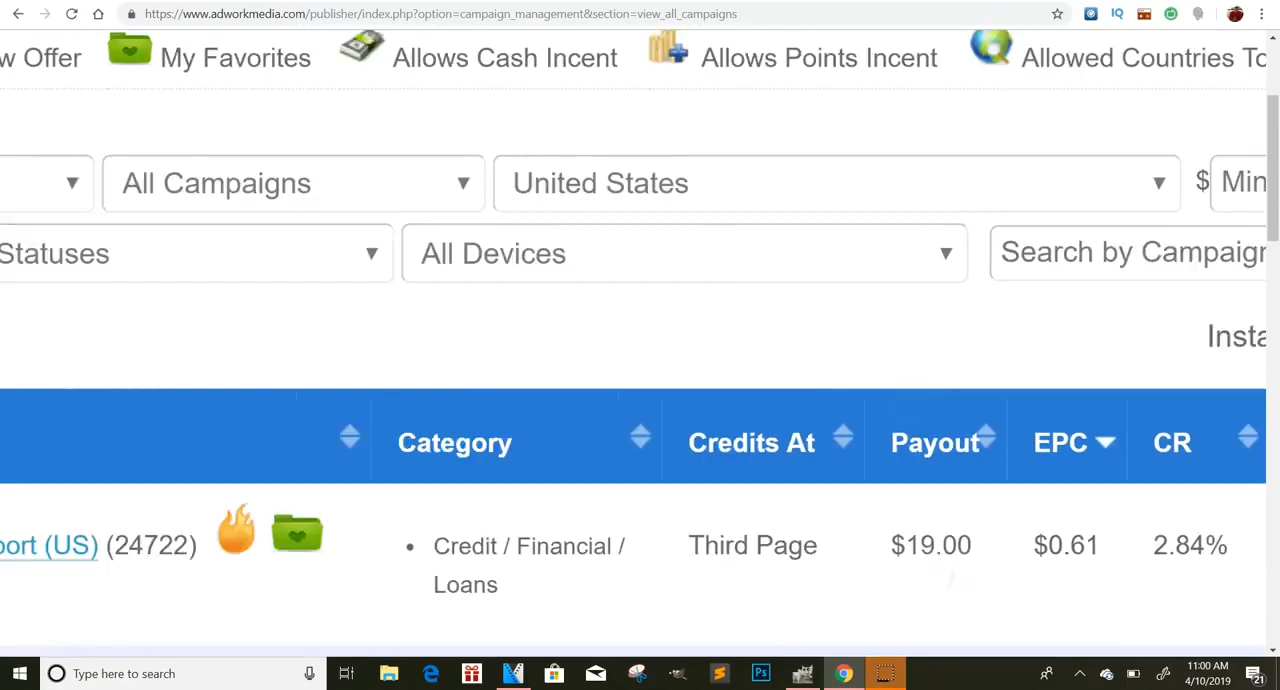 https://www.adworkmedia.com/publisher/index.php?option=campaign_management&section=view_all_campaigns
IQ
w Offer My Favorites Allows Cash Incent Allows Points Incent Allowed Countries To
All Campaigns United States $ Min
Statuses All Devices Search by Campaign
Insta
Category Credits At Payout EPC CR
port (US) (24722) Credit / Financial / Third Page $19.00 $0.61 2.84%
Loans
Type here to search Ps 11:00 AM
4/10/2019 21